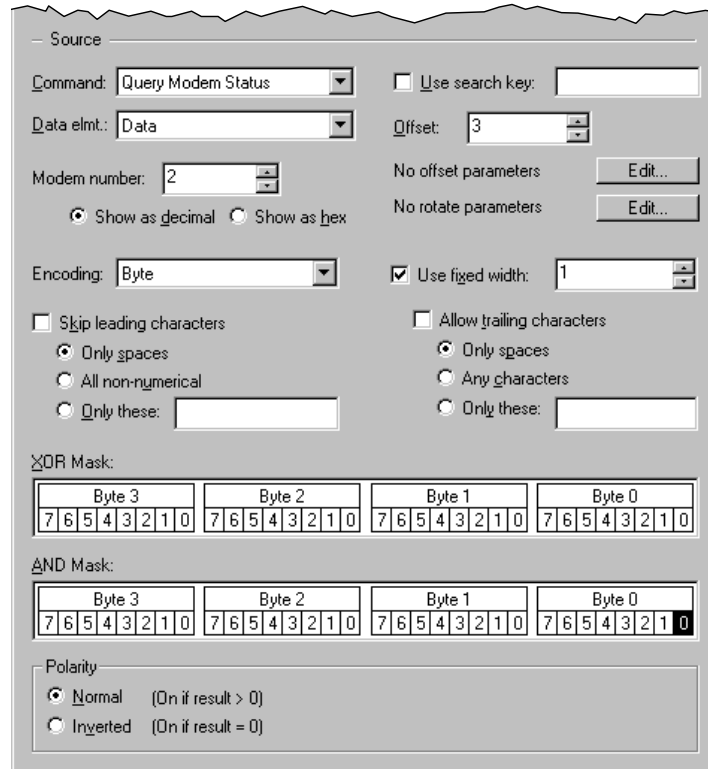 Source
Command: Query Modem Status Use search key:
Data elmt.: Data Offset: 3
Modem number: 2 No offset parameters Edit...
Show as decimal Show as hex No rotate parameters Edit...
Encoding: Byte Use fixed width: 1
Skip leading characters Allow trailing characters
Only spaces Only spaces
All non-numerical Any characters
Only these: Only these:
XOR Mask:
Byte 3 Byte 2 Byte 1 Byte 0
7 6 5 4 3 2 1 0 7 6 5 4 3 2 1 0 7 6 5 4 3 2 1 0 7 6 5 4 3 2 1 0
AND Mask:
Byte 3 Byte 2 Byte 1 Byte 0
7 6 5 4 3 2 1 0 7 6 5 4 3 2 1 0 7 6 5 4 3 2 1 0 7 6 5 4 3 2 1 0
Polarity
Normal (On if result > 0)
Inverted (On if result = 0)